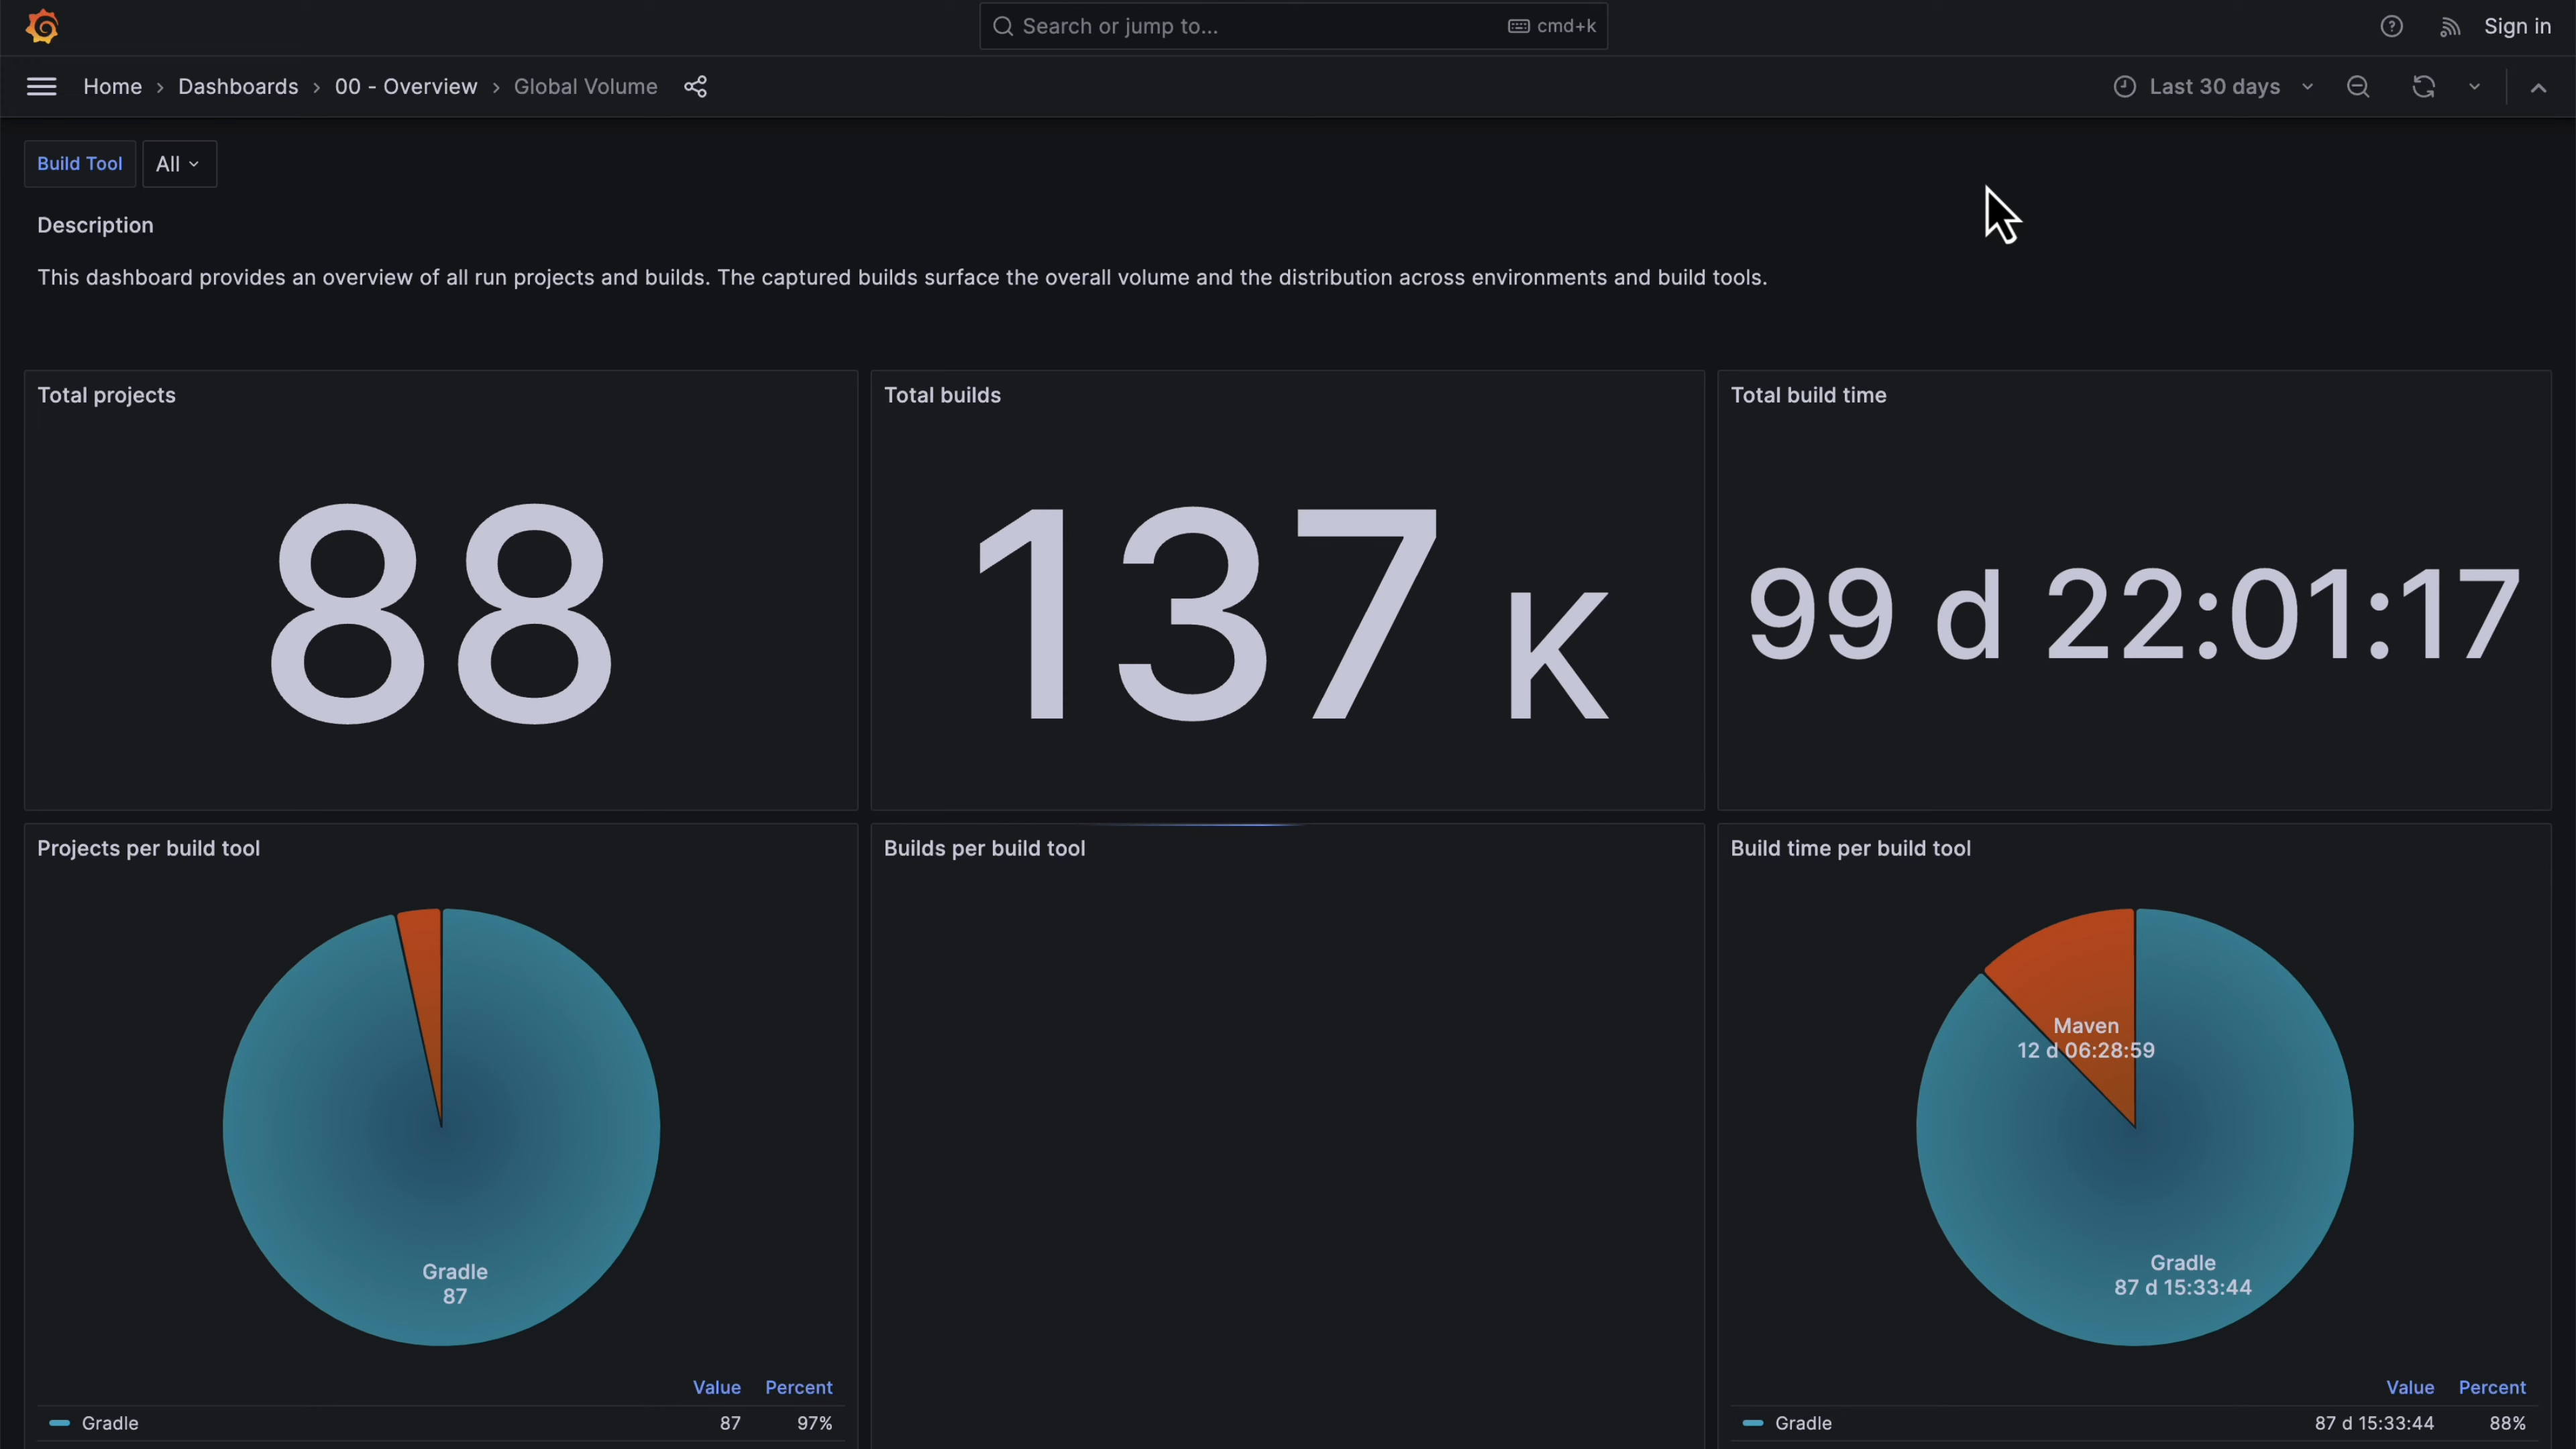 Search or jump to... cmd+k
Sign in
Home › Dashboards › 00 - Overview › Global Volume
Last 30 days
Build Tool All
Description
This dashboard provides an overview of all run projects and builds. The captured builds surface the overall volume and the distribution across environments and build tools.
Total projects
88
Total builds
137 K
Total build time
99 d 22:01:17
Projects per build tool
Gradle
87
Value Percent
Gradle 87 97%
Builds per build tool
Build time per build tool
Maven
12 d 06:28:59
Gradle
87 d 15:33:44
Value Percent
Gradle 87 d 15:33:44 88%